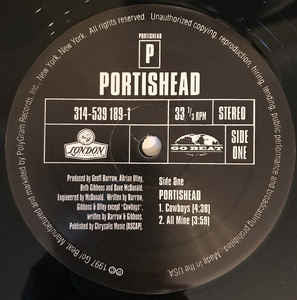 PORTISHEAD
P
PORTISHEAD
314-539 189-1
33 1/3 RPM
STEREO
LONDON
GO BEAT
SIDE
ONE
Produced by Geoff Barrow, Adrian Utley,
Beth Gibbons and Dave McDonald.
Engineered by McDonald. Written by Barrow,
Gibbons & Utley except "Cowboys",
written by Barrow & Gibbons.
Published by Chrysalis Music (ASCAP).
Side One
PORTISHEAD
1. Cowboys [4:38]
2. All Mine [3:59]
℗ © 1997 Go! Beat. Manufactured and marketed by PolyGram Records, Inc., New York, New York. All rights reserved. Unauthorized copying, reproduction, hiring, lending, public performance and broadcasting prohibited. Made in the USA.